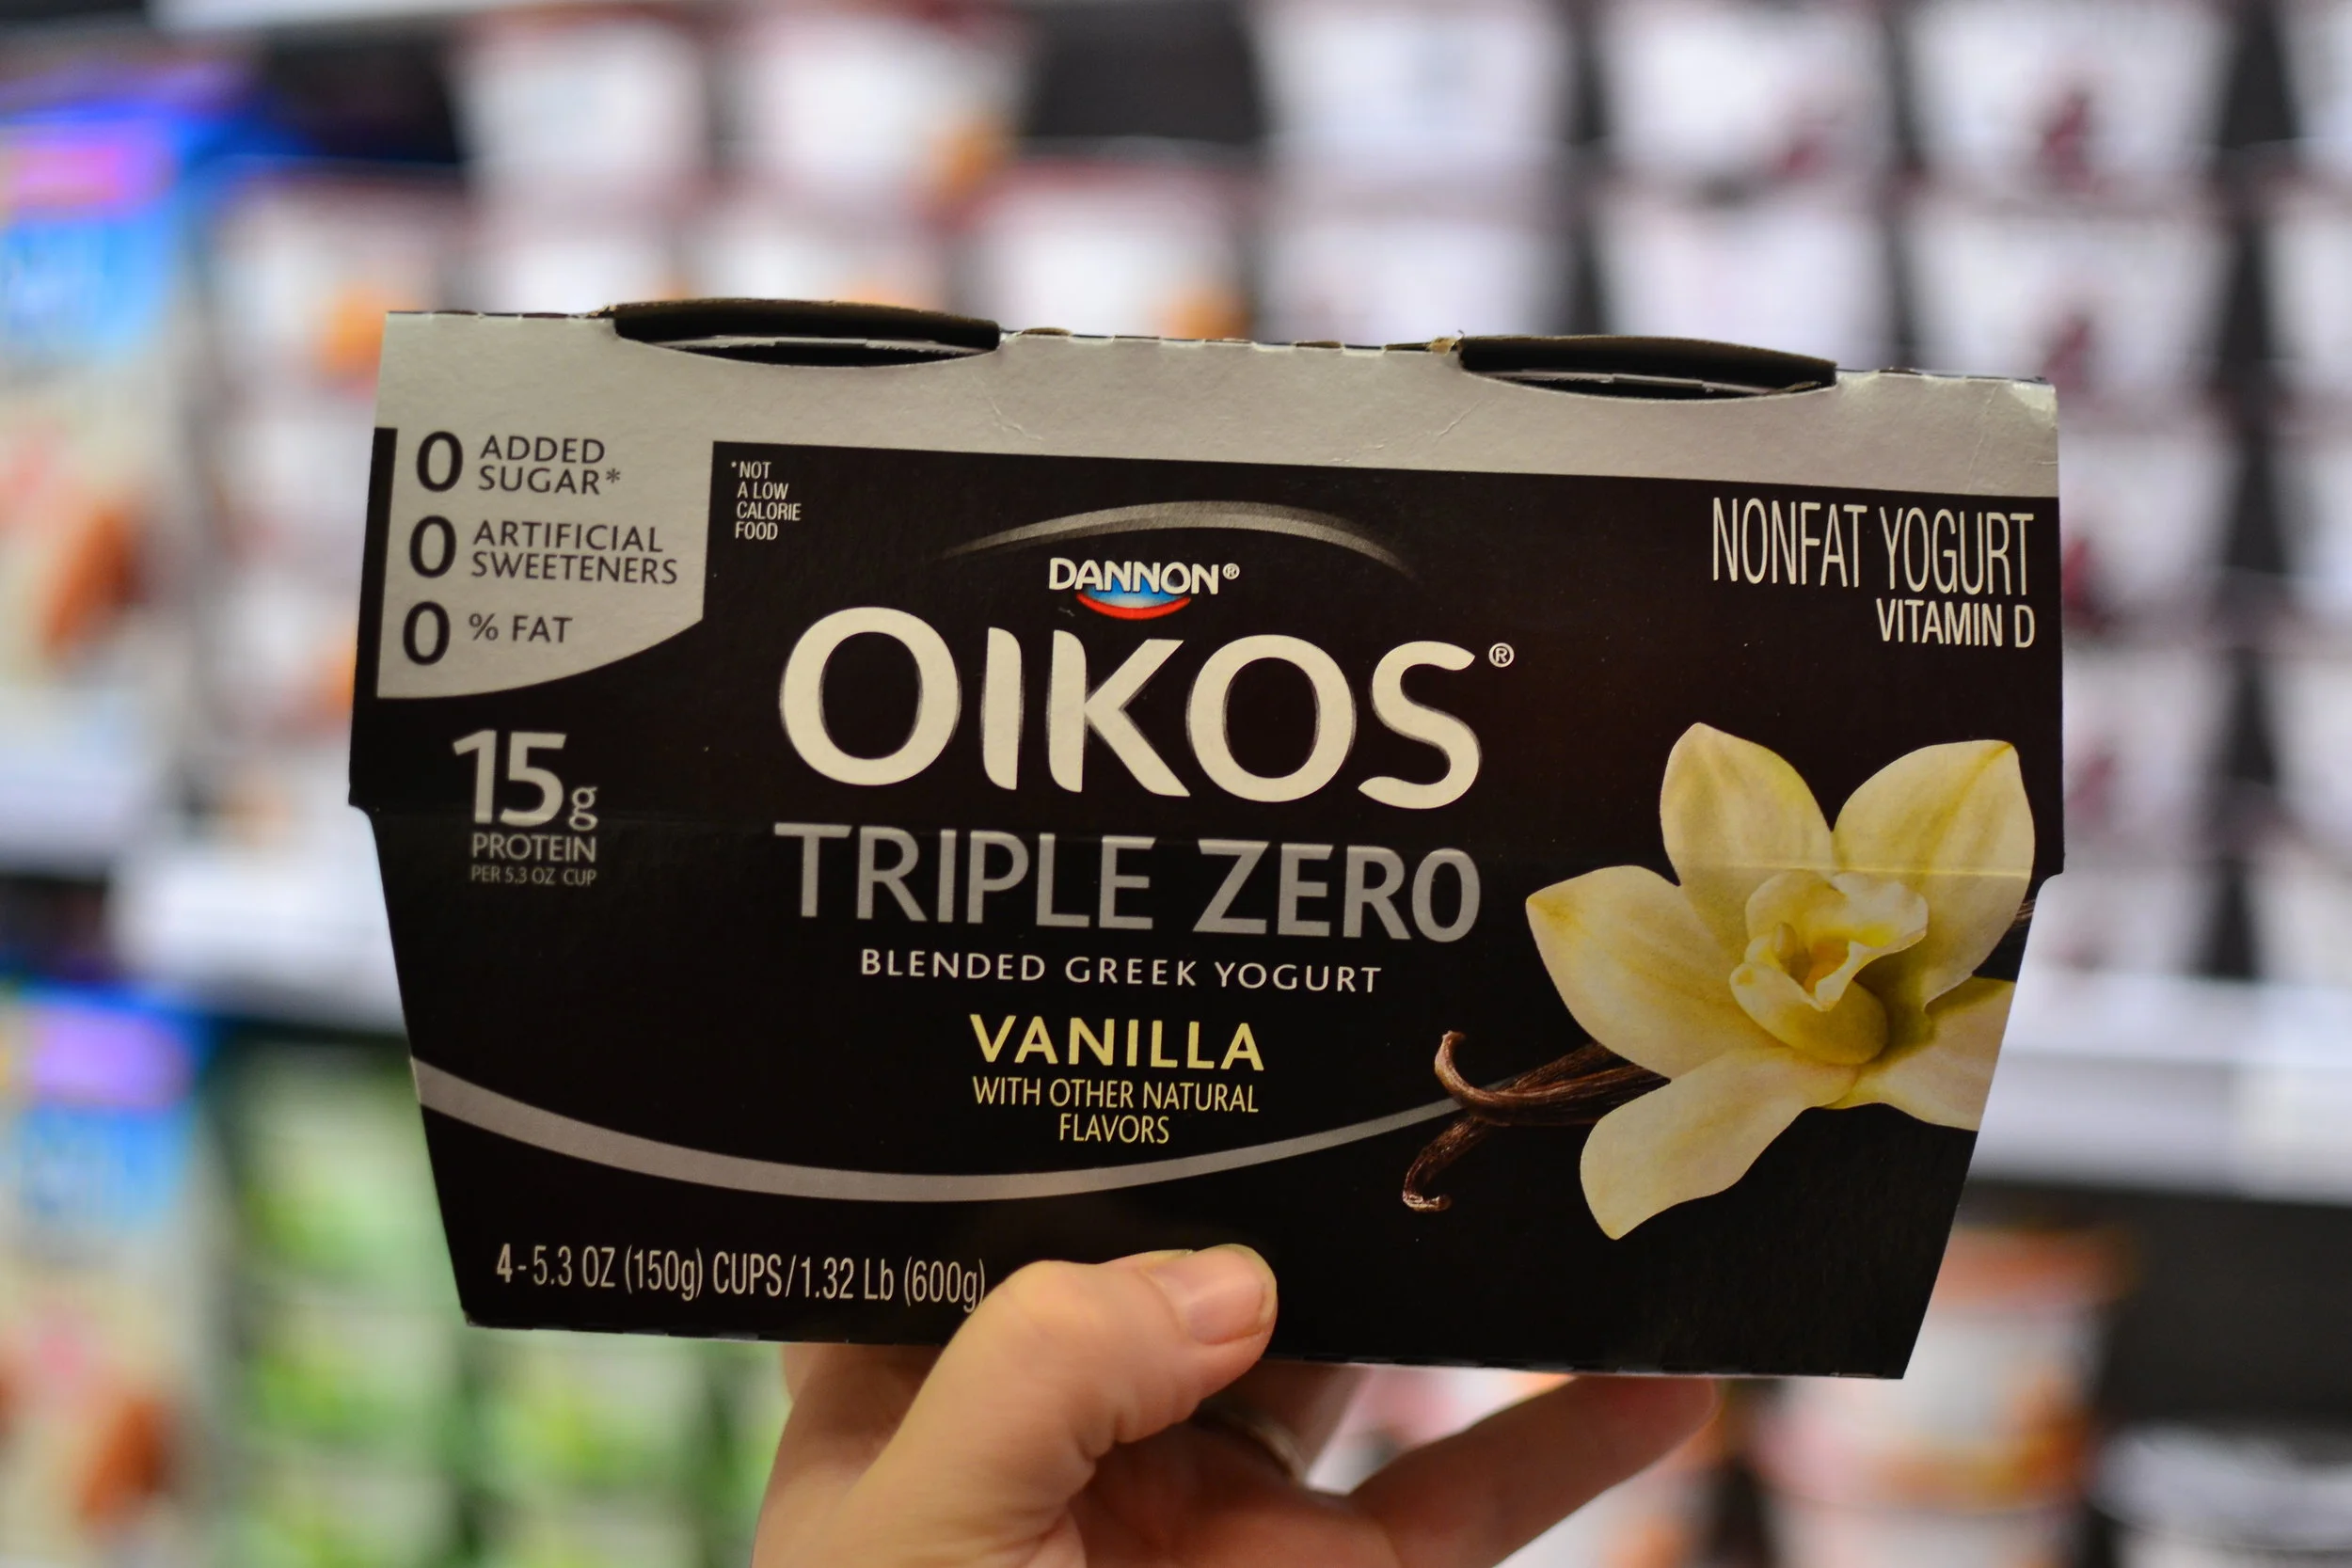 0 ADDED
SUGAR*
0 ARTIFICIAL
SWEETENERS
0 % FAT
*NOT
A LOW
CALORIE
FOOD
15g
PROTEIN
PER 5.3 OZ CUP
DANNON®
OIKOS®
TRIPLE ZERO
BLENDED GREEK YOGURT
VANILLA
WITH OTHER NATURAL
FLAVORS
NONFAT YOGURT
VITAMIN D
4-5.3 OZ (150g) CUPS/1.32 Lb (600g)